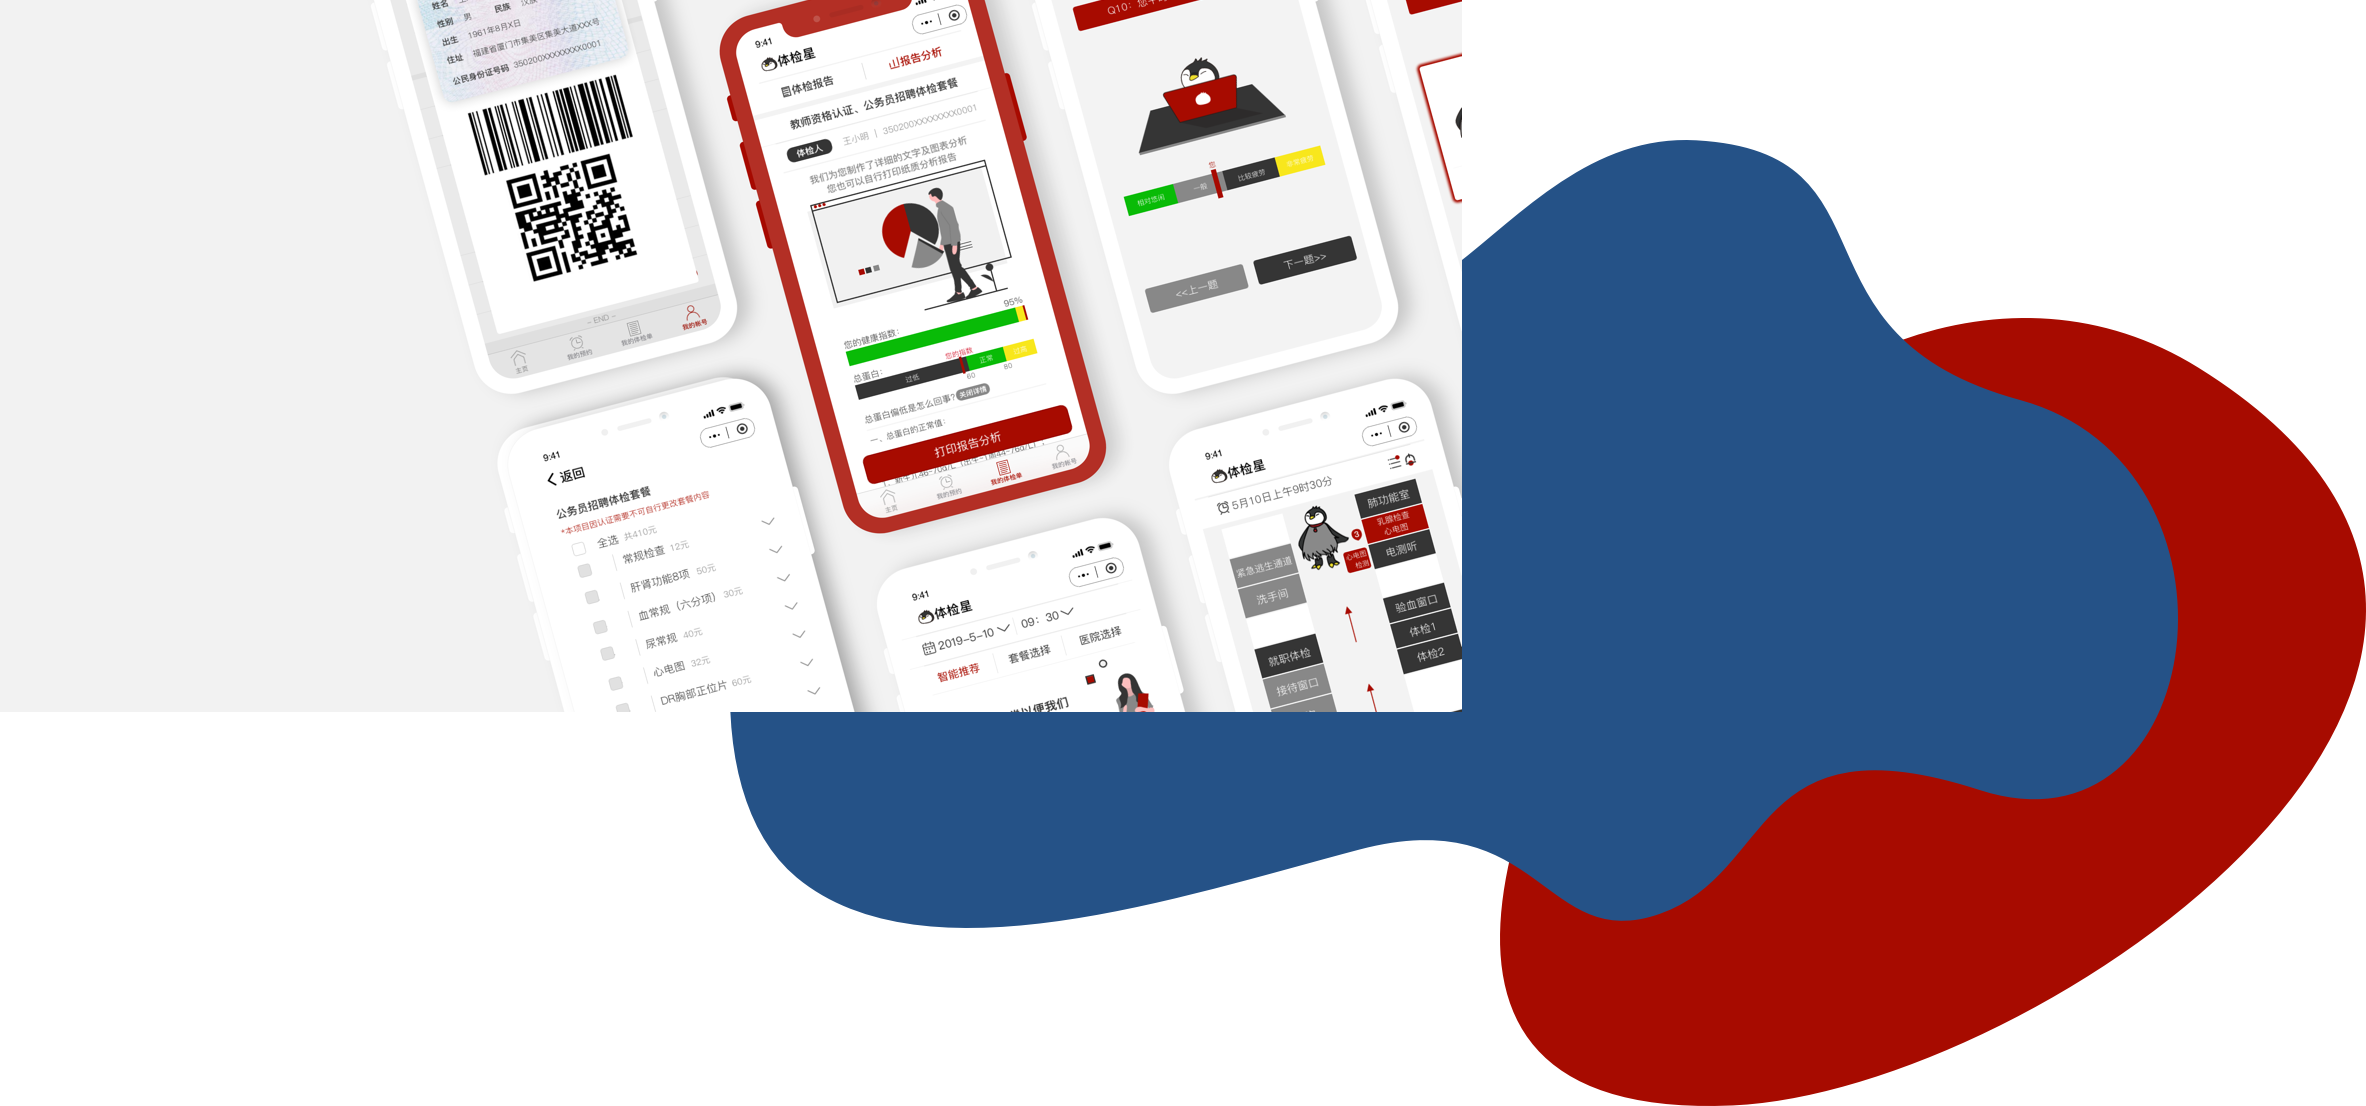 姓名
性别 男 民族 汉族
出生 1961年8月X日
住址 福建省厦门市集美区集美大道XXX号
公民身份证号码 350200XXXXXXXX0001
– END –
主页
我的预约
我的体检单
我的帐号
9:41
体检星
体检报告
报告分析
教师资格认证、公务员招聘体检套餐
体检人 王小明 | 350200XXXXXXXX0001
我们为您制作了详细的文字及图表分析
您也可以自行打印纸质分析报告
95%
您的健康指数：
您的指数
总蛋白：
过低 正常 过高
60 80
总蛋白偏低是怎么回事? 关闭详情
一、总蛋白的正常值：
打印报告分析
主页
我的预约
我的体检单
我的帐号
您
相对悠闲 一般 比较疲劳 非常疲劳
<<上一题 下一题>>
9:41
返回
公务员招聘体检套餐
*本项目因认证需要不可自行更改套餐内容
全选 共410元
常规检查 12元
肝肾功能8项 50元
血常规（六分项） 30元
尿常规 40元
心电图 32元
DR胸部正位片 60元
9:41
体检星
2019-5-10 09：30
智能推荐 套餐选择 医院选择
以便我们
9:41
体检星
5月10日上午9时30分
肺功能室
乳腺检查
心电图
电测听
3
心电图
检测
紧急逃生通道
洗手间
验血窗口
体检1
体检2
就职体检
接待窗口